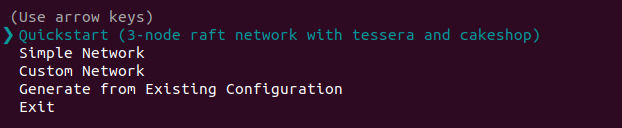 (Use arrow keys)
❯ Quickstart (3-node raft network with tessera and cakeshop)
Simple Network
Custom Network
Generate from Existing Configuration
Exit